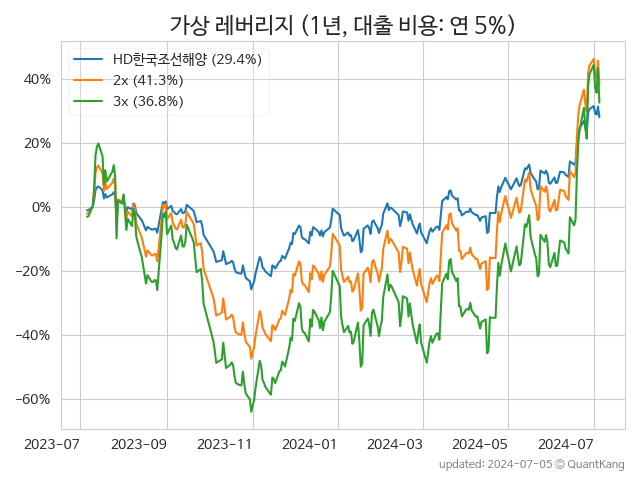 가상 레버리지 (1년, 대출 비용: 연 5%)
HD한국조선해양 (29.4%)
2x (41.3%)
3x (36.8%)
40%
20%
0%
−20%
−40%
−60%
2023-07 2023-09 2023-11 2024-01 2024-03 2024-05 2024-07
updated: 2024-07-05 © QuantKang